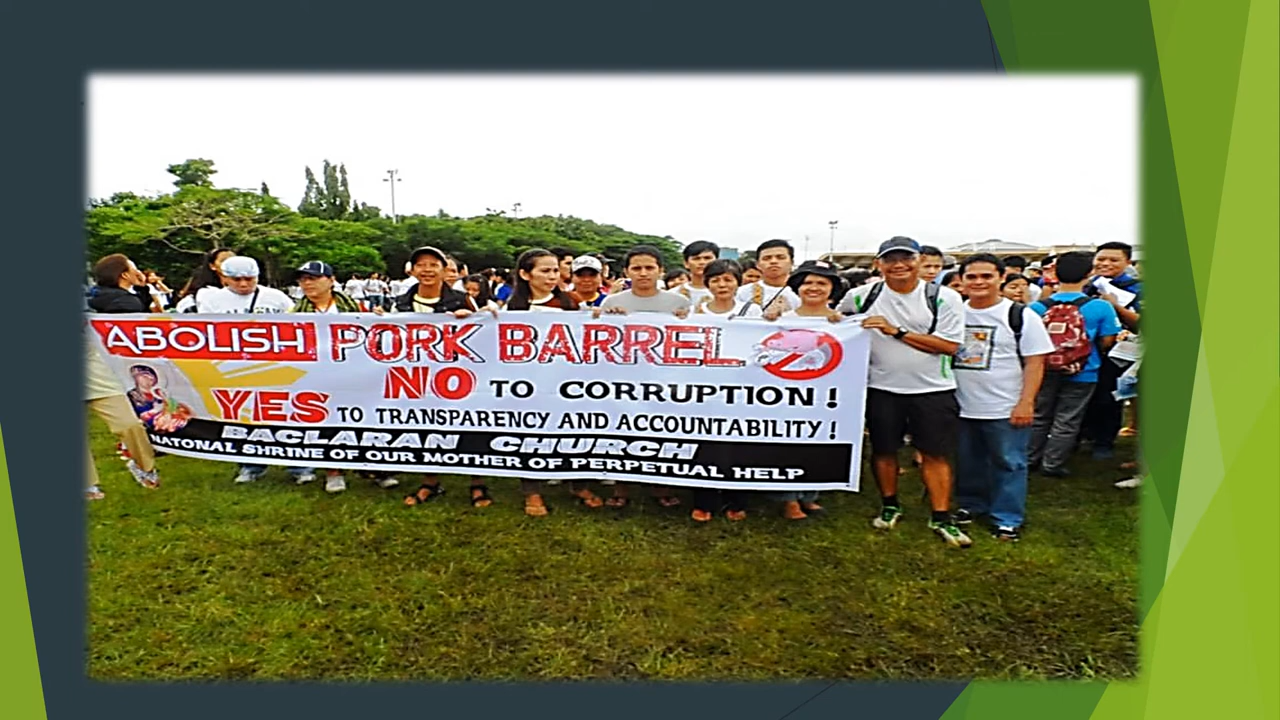 ABOLISH PORK BARREL
NO TO CORRUPTION!
YES TO TRANSPARENCY AND ACCOUNTABILITY!
BACLARAN CHURCH
NATONAL SHRINE OF OUR MOTHER OF PERPETUAL HELP